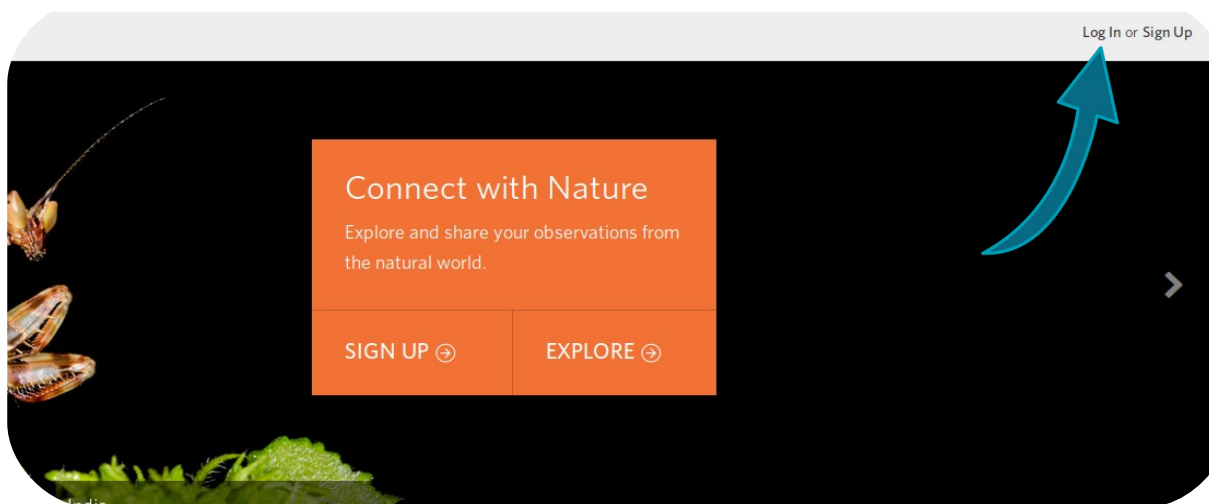 Log In or Sign Up
Connect with Nature
Explore and share your observations from
the natural world.
SIGN UP
EXPLORE